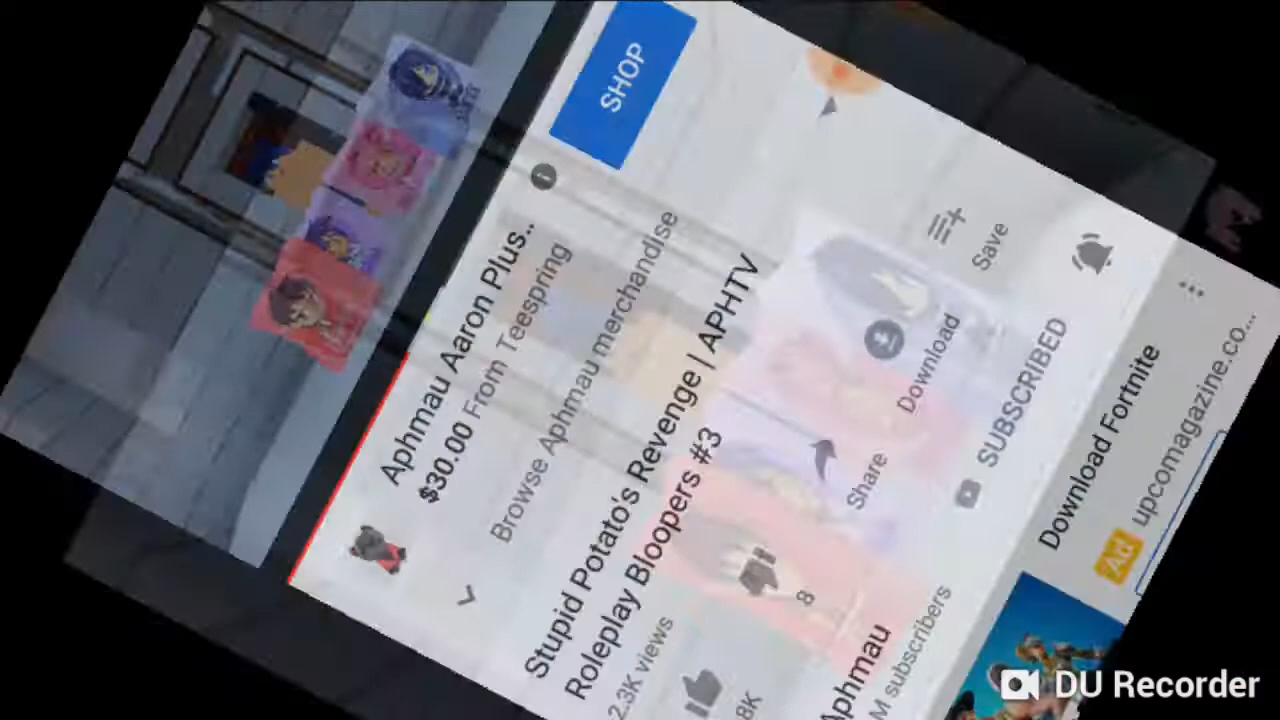 SHOP
Aphmau Aaron Plus..
$30.00 From Teespring
Browse Aphmau merchandise
Stupid Potato's Revenge | APHTV
Roleplay Bloopers #3
2.3K views
8K
8
Share
Download
Save
Aphmau
M subscribers
SUBSCRIBED
Download Fortnite
Ad upcomagazine.co...
DU Recorder